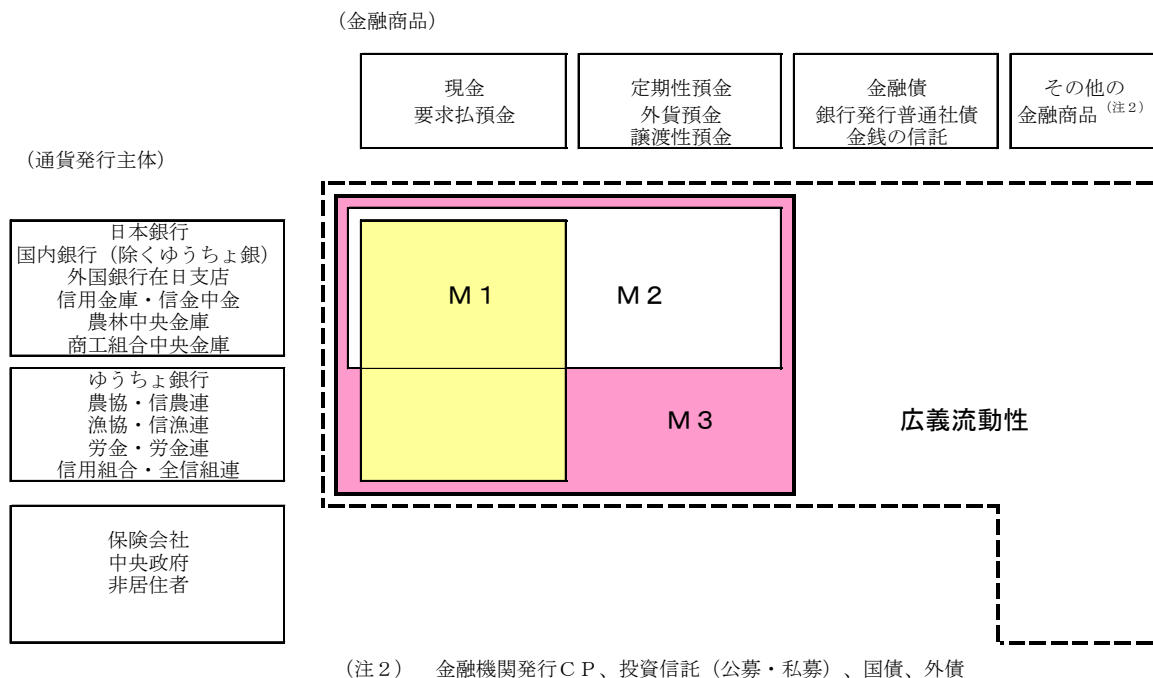 （金融商品）
現金
要求払預金
定期性預金
外貨預金
譲渡性預金
金融債
銀行発行普通社債
金銭の信託
その他の
金融商品（注２）
（通貨発行主体）
日本銀行
国内銀行（除くゆうちょ銀）
外国銀行在日支店
信用金庫・信金中金
農林中央金庫
商工組合中央金庫
ゆうちょ銀行
農協・信農連
漁協・信漁連
労金・労金連
信用組合・全信組連
保険会社
中央政府
非居住者
Ｍ１
Ｍ２
Ｍ３
広義流動性
（注２）　金融機関発行ＣＰ、投資信託（公募・私募）、国債、外債